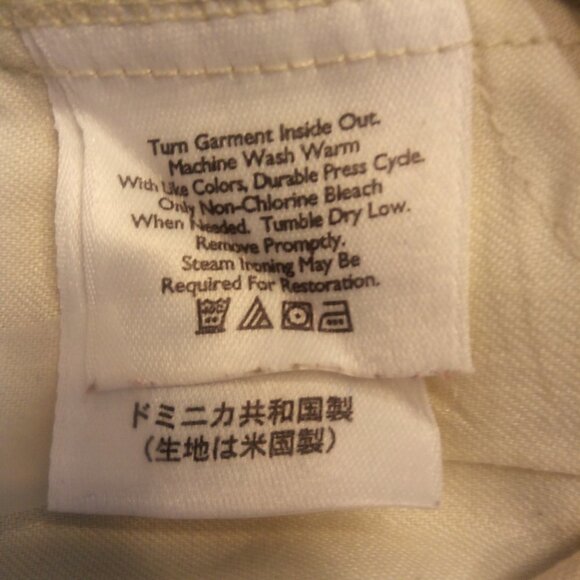 Turn Garment Inside Out.
Machine Wash Warm
With Like Colors, Durable Press Cycle.
Only Non-Chlorine Bleach
When Needed. Tumble Dry Low.
Remove Promptly.
Steam Ironing May Be
Required For Restoration.
ドミニカ共和国製
(生地は米国製)